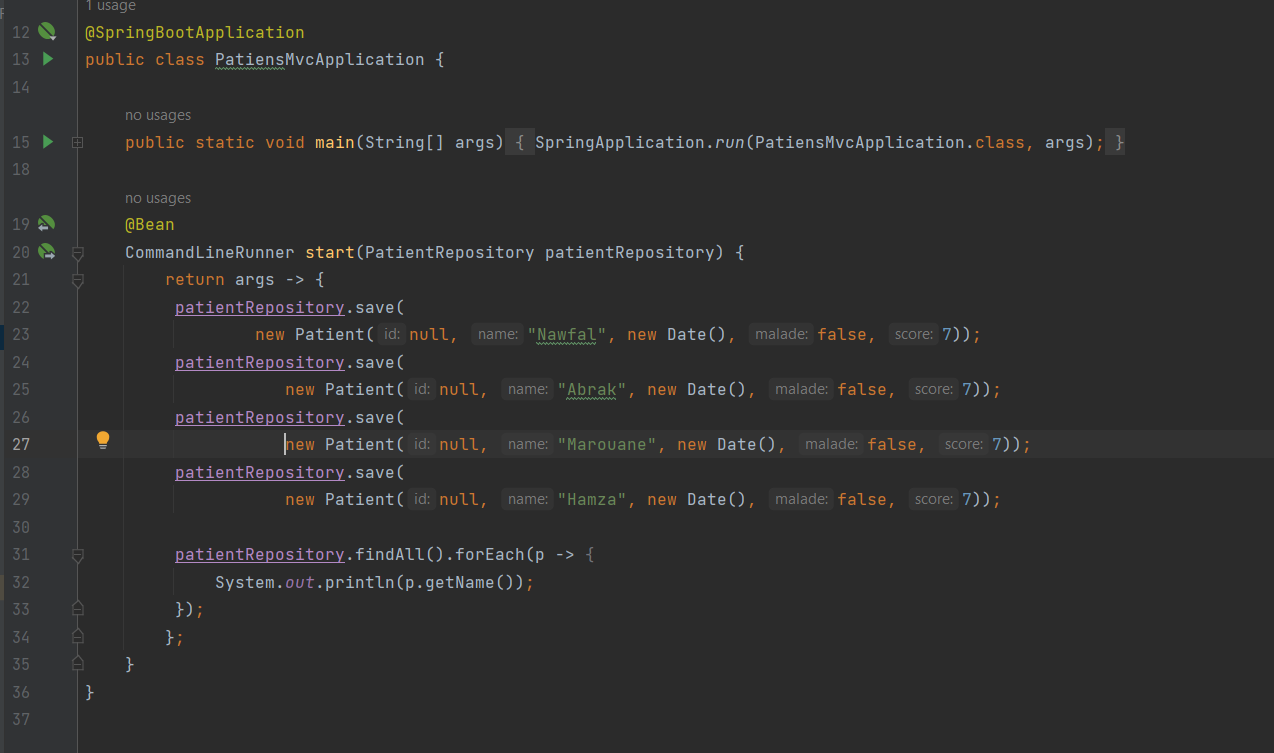 1 usage
12 @SpringBootApplication
13 public class PatiensMvcApplication {
14
no usages
15 public static void main(String[] args) { SpringApplication.run(PatiensMvcApplication.class, args); }
18
no usages
19 @Bean
20 CommandLineRunner start(PatientRepository patientRepository) {
21 return args -> {
22 patientRepository.save(
23 new Patient( id: null, name: "Nawfal", new Date(), malade: false, score: 7));
24 patientRepository.save(
25 new Patient( id: null, name: "Abrak", new Date(), malade: false, score: 7));
26 patientRepository.save(
27 new Patient( id: null, name: "Marouane", new Date(), malade: false, score: 7));
28 patientRepository.save(
29 new Patient( id: null, name: "Hamza", new Date(), malade: false, score: 7));
30
31 patientRepository.findAll().forEach(p -> {
32 System.out.println(p.getName());
33 });
34 };
35 }
36 }
37